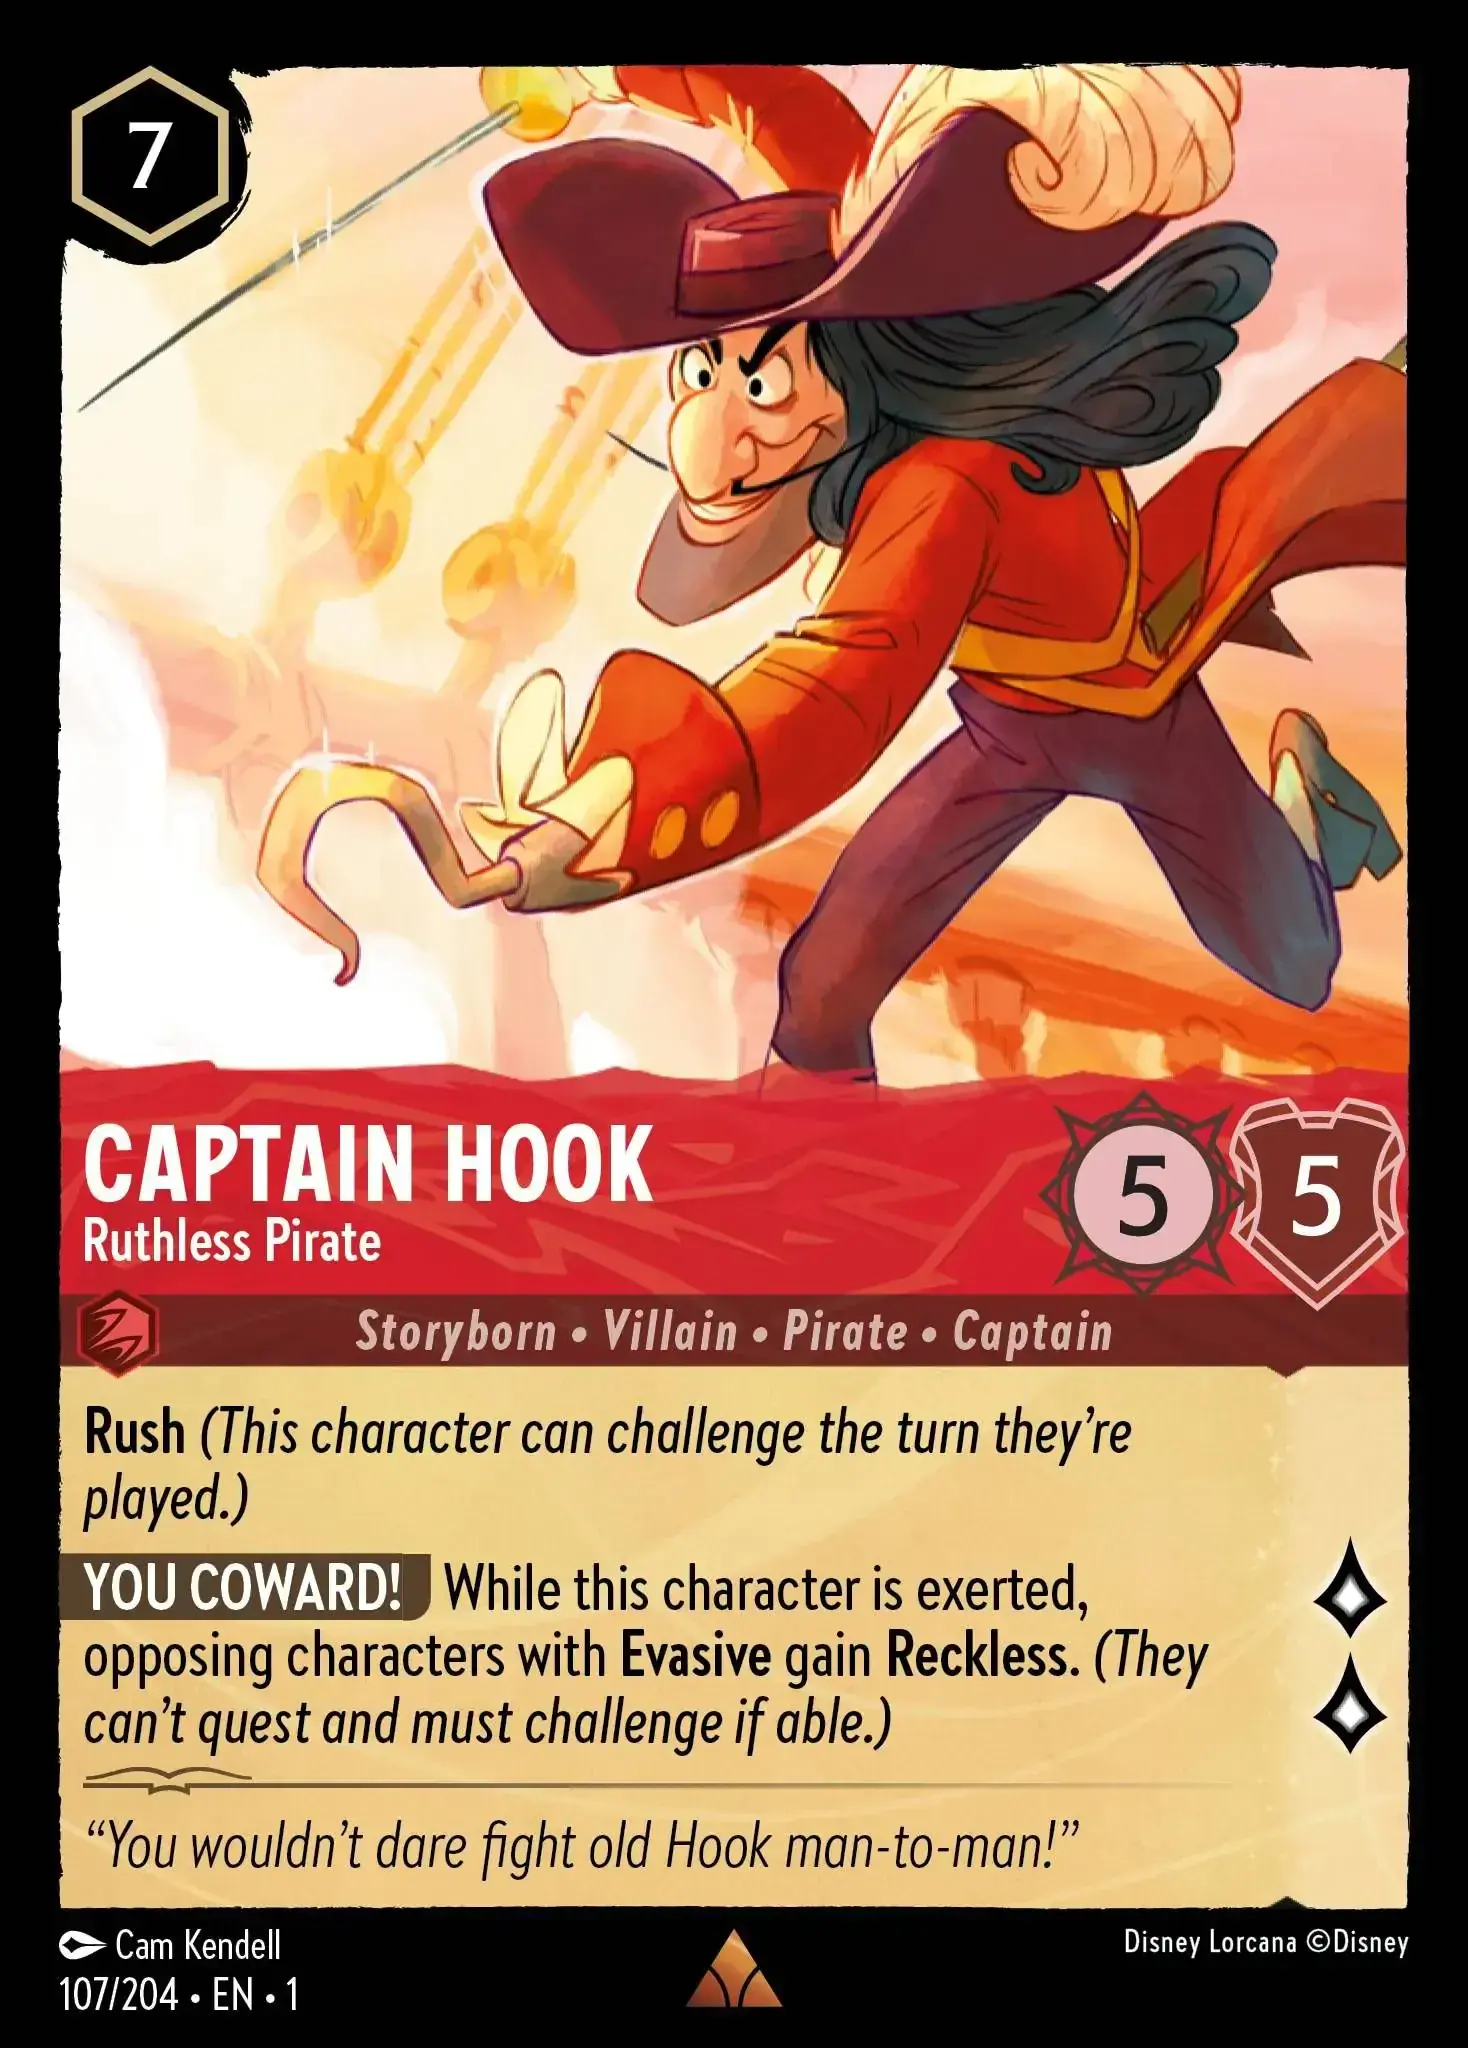 7
CAPTAIN HOOK
Ruthless Pirate
5
5
Storyborn • Villain • Pirate • Captain
Rush (This character can challenge the turn they’re
played.)
YOU COWARD! While this character is exerted,
opposing characters with Evasive gain Reckless. (They
can’t quest and must challenge if able.)
“You wouldn’t dare fight old Hook man-to-man!”
Cam Kendell
Disney Lorcana ©Disney
107/204 • EN • 1